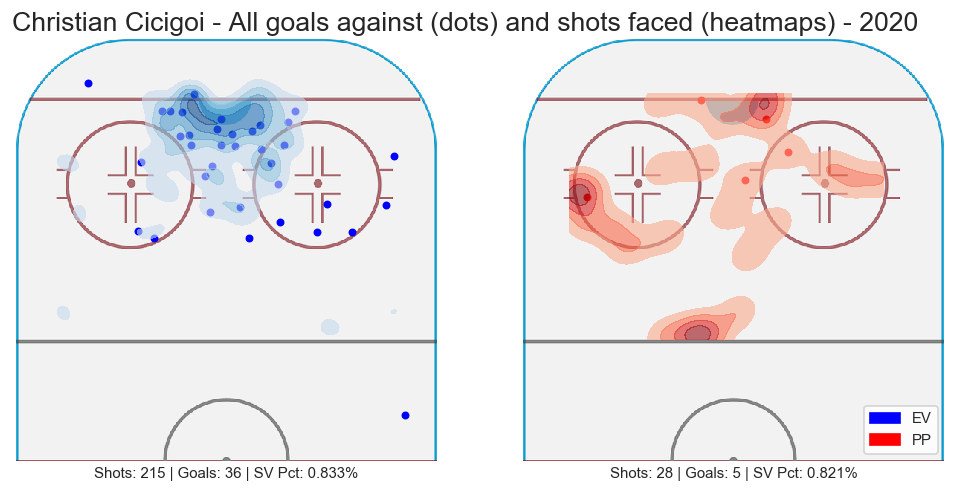 Christian Cicigoi - All goals against (dots) and shots faced (heatmaps) - 2020
EV
PP
Shots: 215 | Goals: 36 | SV Pct: 0.833%
Shots: 28 | Goals: 5 | SV Pct: 0.821%